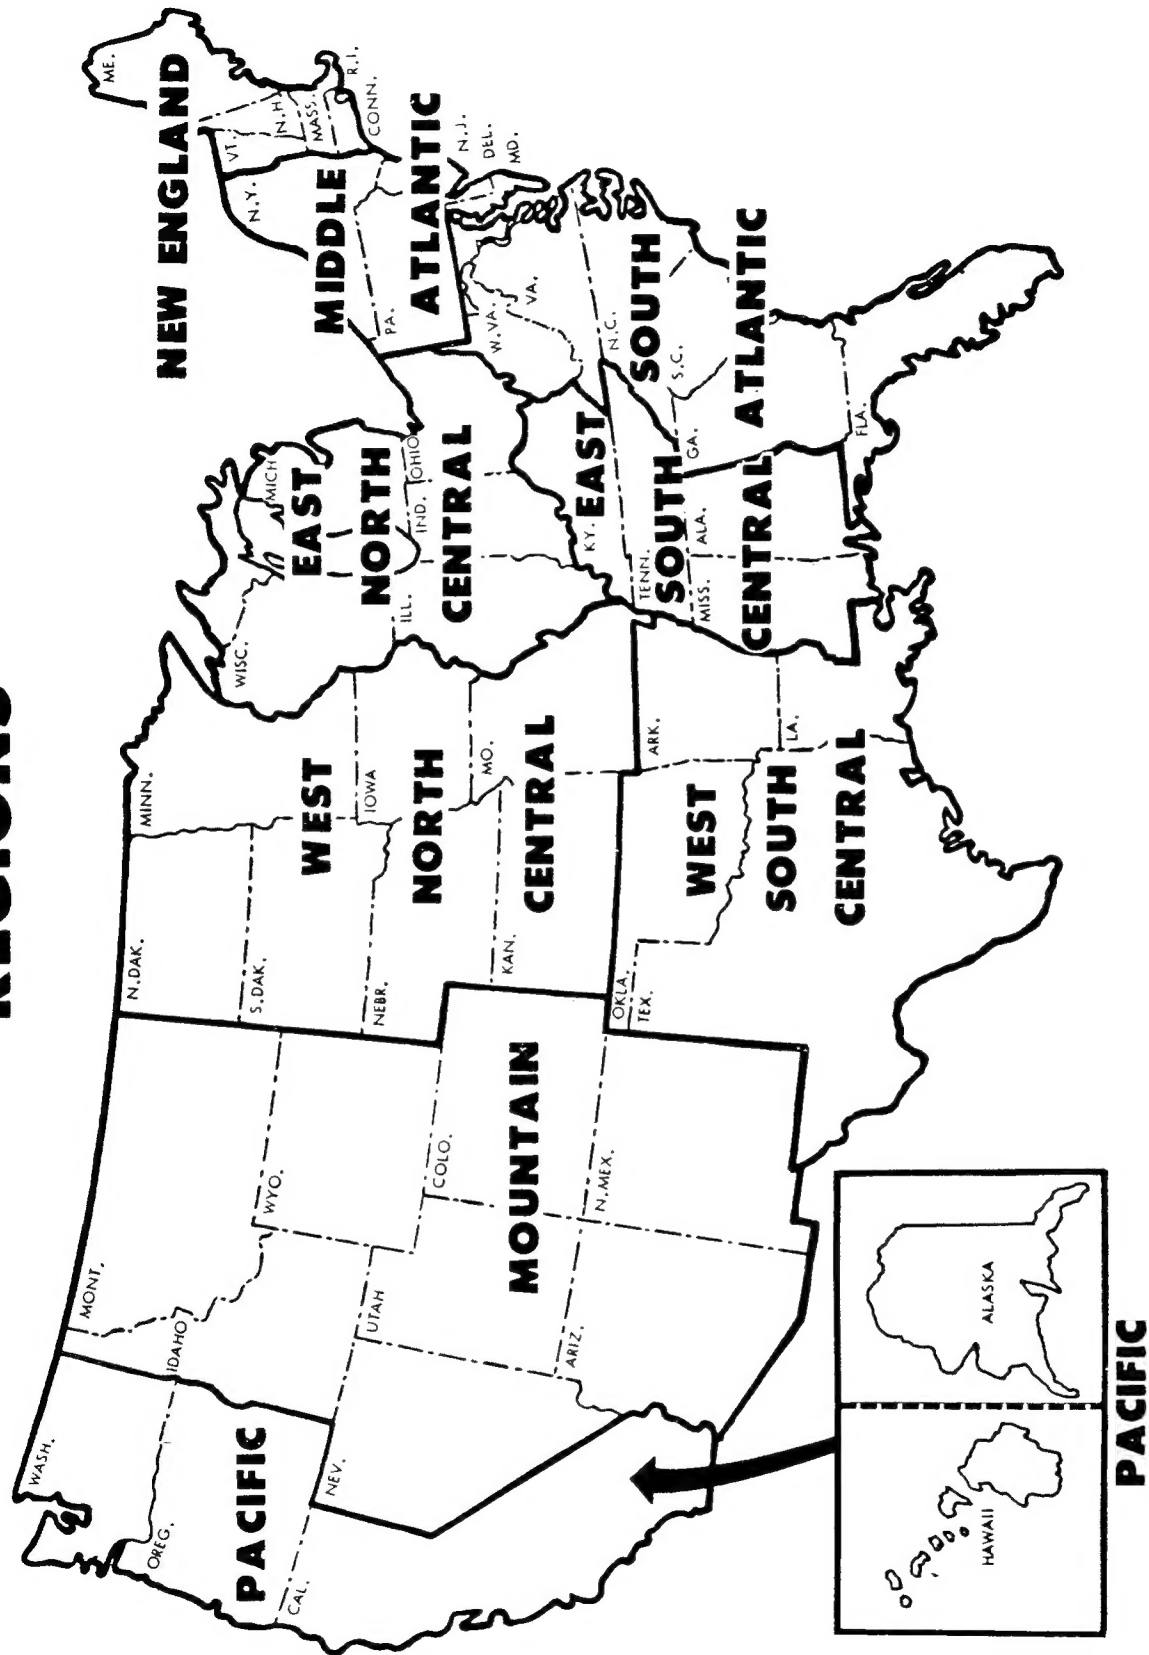 WASH.
MONT.
N.DAK.
MINN.
ME.
NEW ENGLAND
OREG.
IDAHO
S.DAK.
WISC.
VT.
N.H.
N.Y.
MASS.
R.I.
CONN.
PACIFIC
WYO.
MICH
EAST
NORTH
CENTRAL
MIDDLE
ATLANTIC
CAL.
NEV.
UTAH
NEBR.
WEST
NORTH
CENTRAL
IOWA
ILL.
IND.
OHIO
PA.
N.J.
DEL.
MD.
COLO.
KAN.
MO.
W.VA.
VA.
MOUNTAIN
ARIZ.
N.MEX.
OKLA.
TEX.
ARK.
KY.
TENN.
EAST
SOUTH
CENTRAL
MISS.
ALA.
GA.
N.C.
S.C.
SOUTH
ATLANTIC
WEST
SOUTH
CENTRAL
LA.
FLA.
HAWAII
ALASKA
PACIFIC